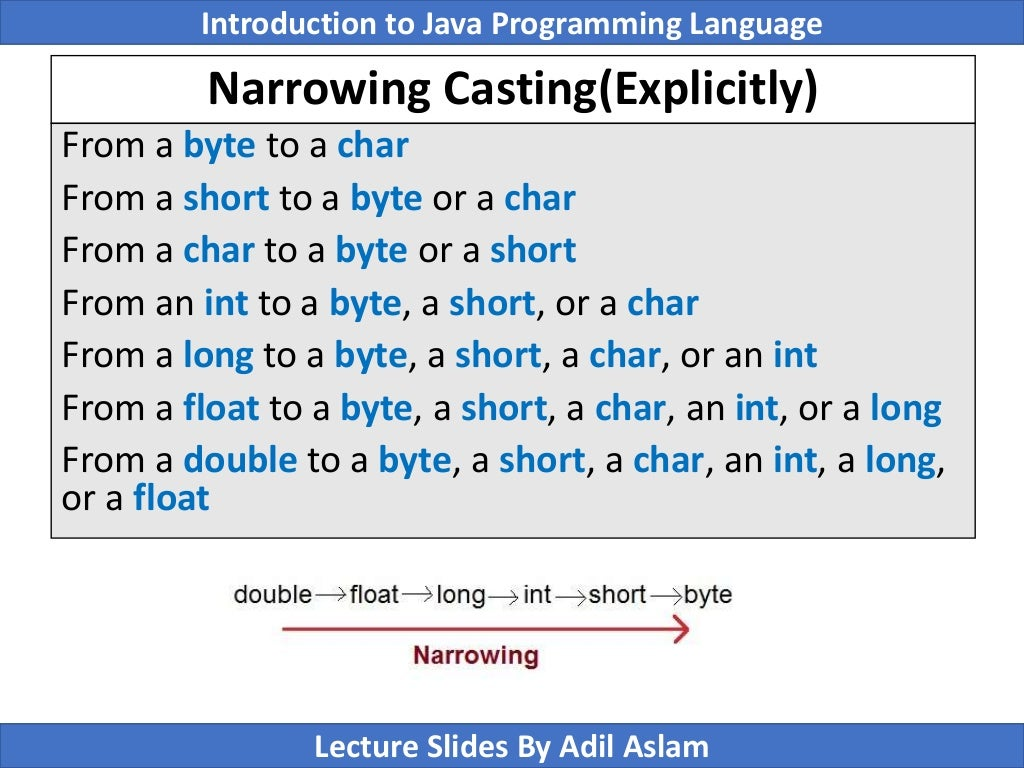 Introduction to Java Programming Language
Narrowing Casting(Explicitly)
From a byte to a char
From a short to a byte or a char
From a char to a byte or a short
From an int to a byte, a short, or a char
From a long to a byte, a short, a char, or an int
From a float to a byte, a short, a char, an int, or a long
From a double to a byte, a short, a char, an int, a long,
or a float
double→float→long→int→short→byte
Narrowing
Lecture Slides By Adil Aslam